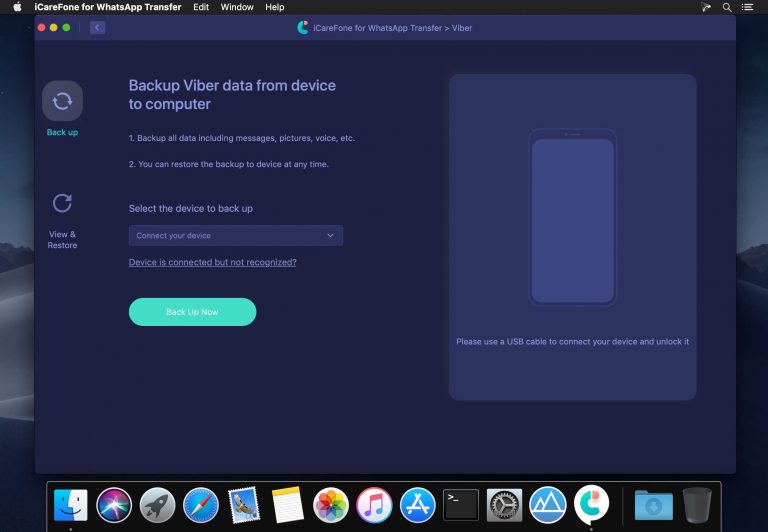 iCareFone for WhatsApp Transfer Edit Window Help
iCareFone for WhatsApp Transfer > Viber
Back up
View &
Restore
Backup Viber data from device
to computer
1. Backup all data including messages, pictures, voice, etc.
2. You can restore the backup to device at any time.
Select the device to back up
Connect your device
Device is connected but not recognized?
Back Up Now
Please use a USB cable to connect your device and unlock it
>_